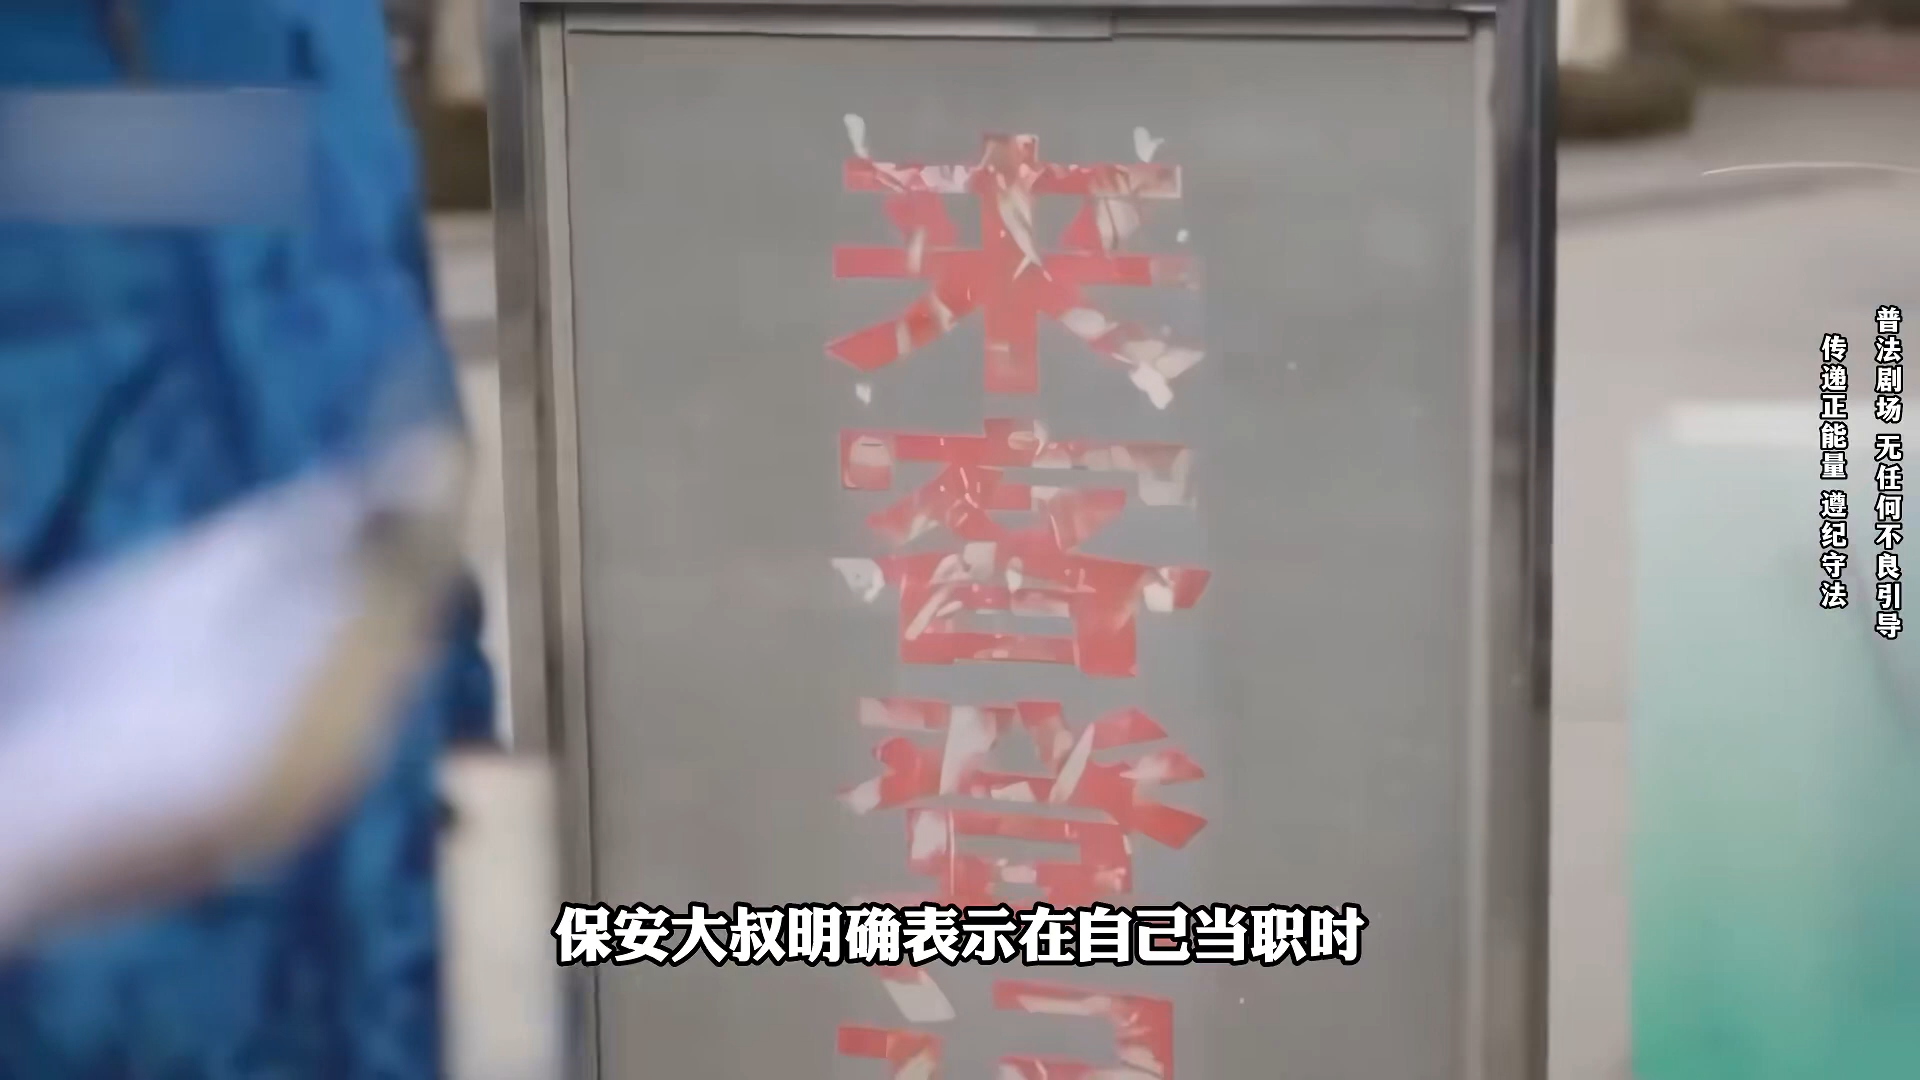 来客登记
保安大叔明确表示在自己当职时
普法剧场 无任何不良引导
传递正能量 遵纪守法